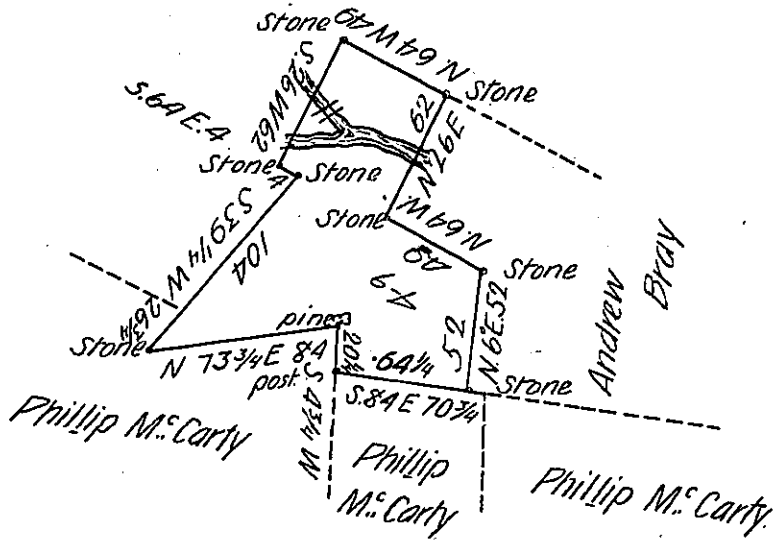 Stone
N 64 W 49
Stone
S. 26 W 62
62
N 26 E
S. 64 E. 4
Stone
4
Stone
Stone
N. 64 W.
49
Stone
A-9
S 39 1/4 W
104
26 3/4
Stone
pine
N 73 3/4 E 84
20 1/4
post.
S 4 3/4 W
64 1/4
S. 84 E 70 3/4
52
N. 6° E. 52
Stone
Andrew
Bray
Phillip Mc. Carty
Phillip
Mc. Carty
Phillip Mc. Carty.